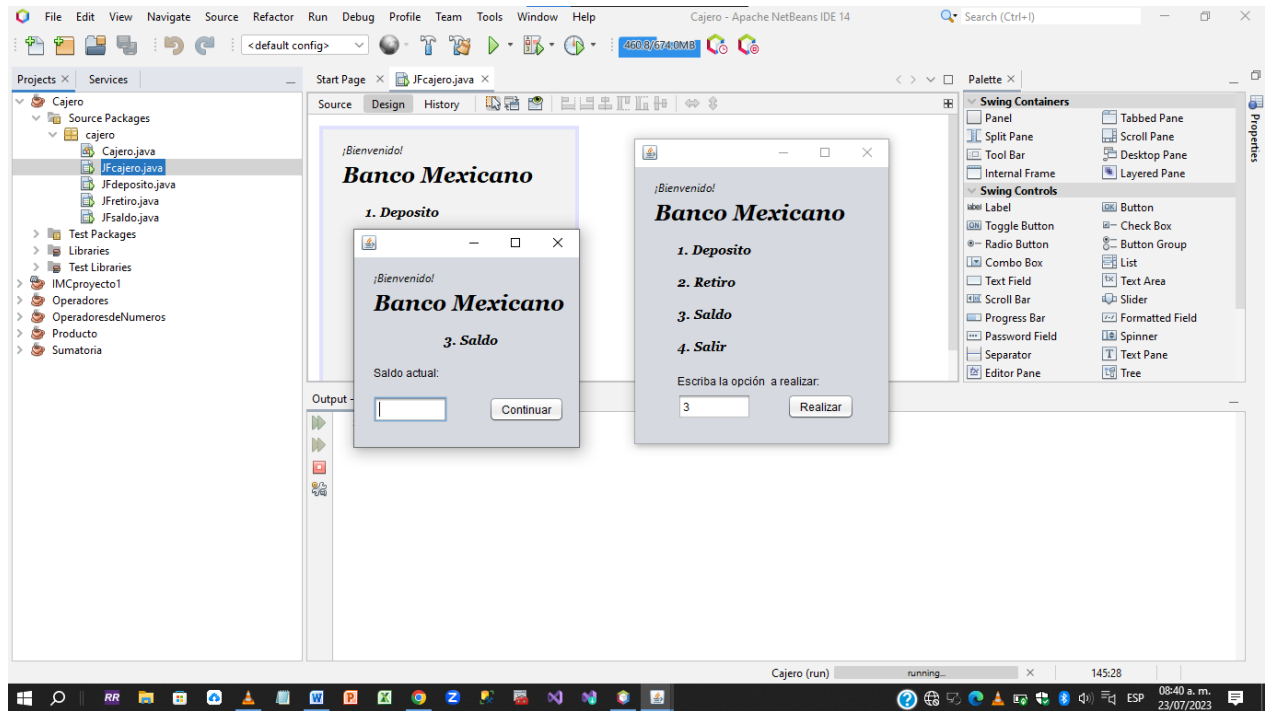 File Edit View Navigate Source Refactor Run Debug Profile Team Tools Window Help
Cajero - Apache NetBeans IDE 14
Search (Ctrl+I)
<default config>
460.8/674.0MB
Projects
Services
Start Page
JFcajero.java
Palette
Source Design History
Cajero
Source Packages
cajero
Cajero.java
JFcajero.java
JFdeposito.java
JFretiro.java
JFsaldo.java
Test Packages
Libraries
Test Libraries
IMCproyecto1
Operadores
OperadoresdeNumeros
Producto
Sumatoria
¡Bienvenido!
Banco Mexicano
1. Deposito
¡Bienvenido!
Banco Mexicano
3. Saldo
Saldo actual:
Continuar
¡Bienvenido!
Banco Mexicano
1. Deposito
2. Retiro
3. Saldo
4. Salir
Escriba la opción a realizar:
3
Realizar
Output -
Swing Containers
Panel
Tabbed Pane
Split Pane
Scroll Pane
Tool Bar
Desktop Pane
Internal Frame
Layered Pane
Swing Controls
label Label
OK Button
ON Toggle Button
Check Box
Radio Button
Button Group
Combo Box
List
Text Field
Text Area
Scroll Bar
Slider
Progress Bar
Formatted Field
Password Field
Spinner
Separator
Text Pane
Editor Pane
Tree
Properties
Cajero (run)
running...
145:28
RR
ESP
08:40 a. m.
23/07/2023